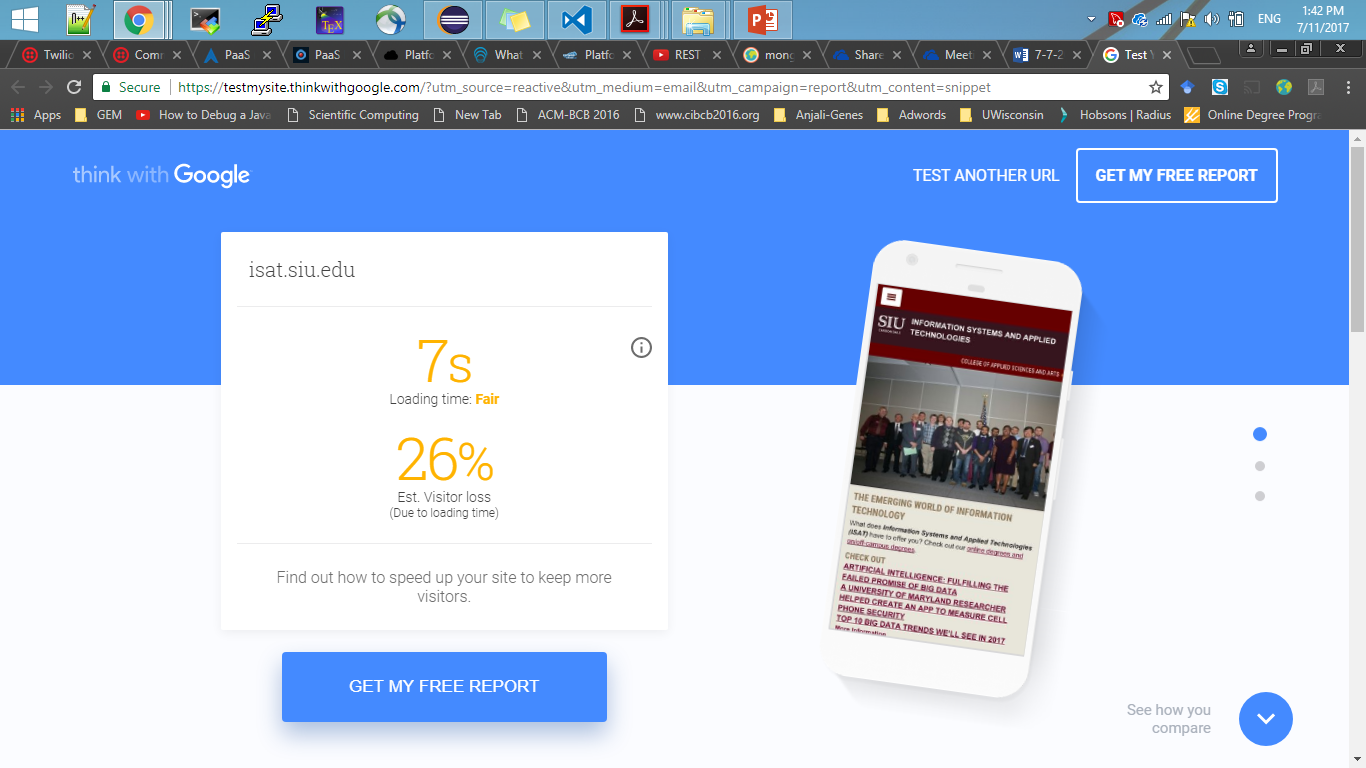 ENG
1:42 PM
7/11/2017
Twilio
Comm
PaaS
PaaS
Platfo
What
Platfo
REST
mong
Share
Meeti
7-7-2
Test Y
Secure
https://testmysite.thinkwithgoogle.com/?utm_source=reactive&utm_medium=email&utm_campaign=report&utm_content=snippet
Apps GEM How to Debug a Java Scientific Computing New Tab ACM-BCB 2016 www.cibcb2016.org Anjali-Genes Adwords UWisconsin Hobsons | Radius Online Degree Progra
think with Google
TEST ANOTHER URL
GET MY FREE REPORT
isat.siu.edu
7s
Loading time: Fair
26%
Est. Visitor loss
(Due to loading time)
Find out how to speed up your site to keep more
visitors.
GET MY FREE REPORT
SIU
INFORMATION SYSTEMS AND APPLIED
TECHNOLOGIES
COLLEGE OF APPLIED SCIENCES AND ARTS
THE EMERGING WORLD OF INFORMATION
TECHNOLOGY
What does Information Systems and Applied Technologies
(ISAT) have to offer you? Check out our online degrees and
on/off-campus degrees.
CHECK OUT
ARTIFICIAL INTELLIGENCE: FULFILLING THE
FAILED PROMISE OF BIG DATA
A UNIVERSITY OF MARYLAND RESEARCHER
HELPED CREATE AN APP TO MEASURE CELL
PHONE SECURITY
TOP 10 BIG DATA TRENDS WE'LL SEE IN 2017
More Information
See how you
compare